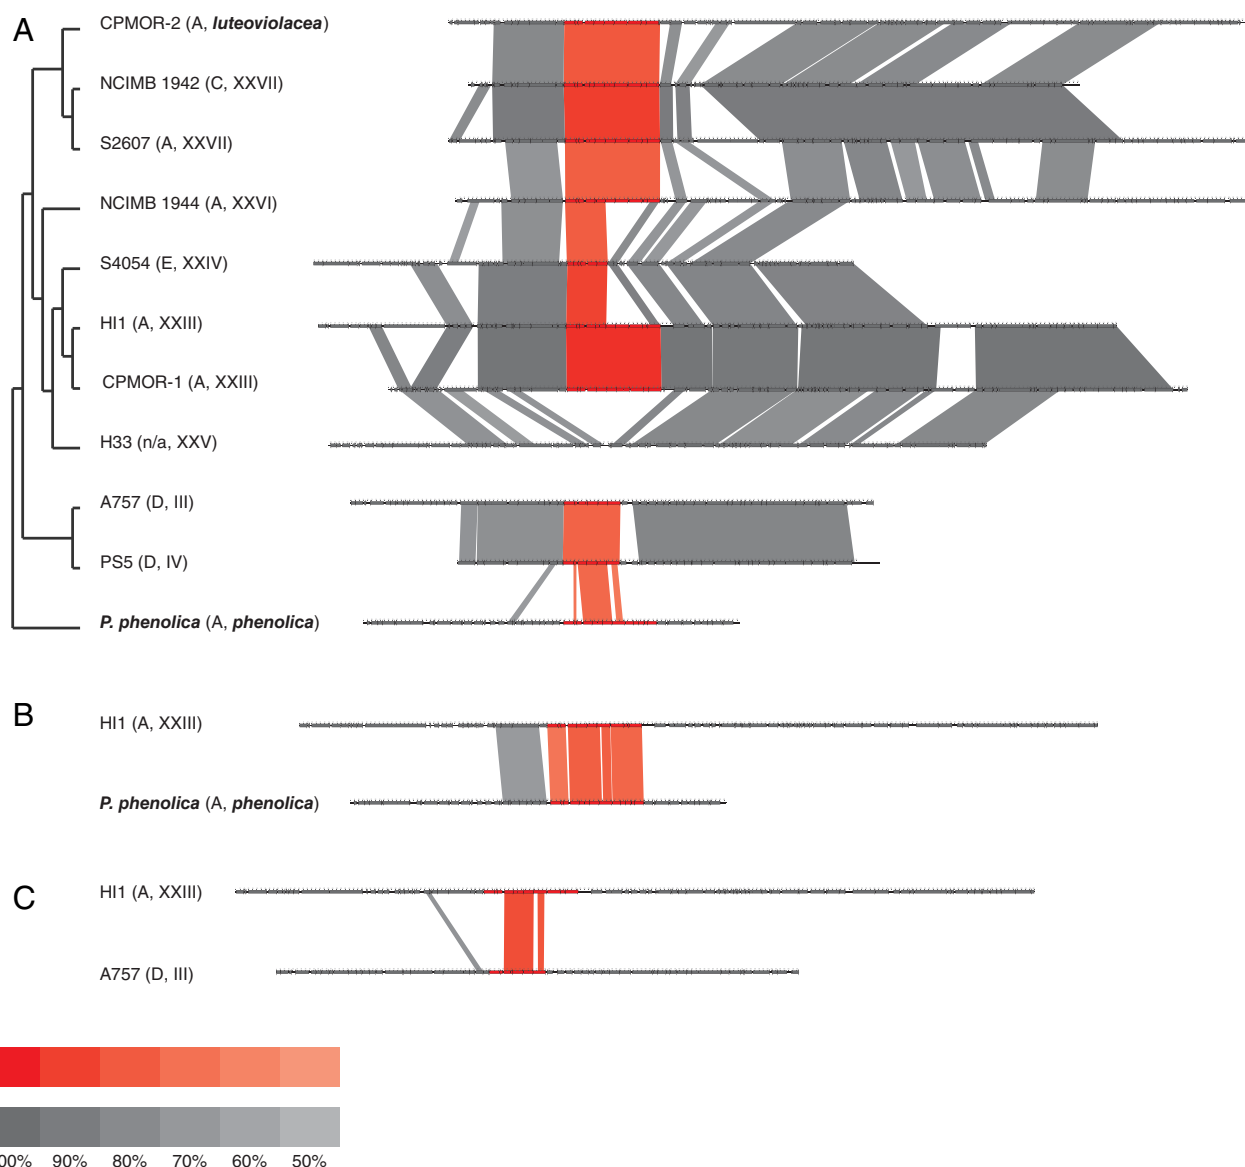 A
CPMOR-2 (A, luteoviolacea)
NCIMB 1942 (C, XXVII)
S2607 (A, XXVII)
NCIMB 1944 (A, XXVI)
S4054 (E, XXIV)
HI1 (A, XXIII)
CPMOR-1 (A, XXIII)
H33 (n/a, XXV)
A757 (D, III)
PS5 (D, IV)
P. phenolica (A, phenolica)
B
HI1 (A, XXIII)
P. phenolica (A, phenolica)
C
HI1 (A, XXIII)
A757 (D, III)
00% 90% 80% 70% 60% 50%